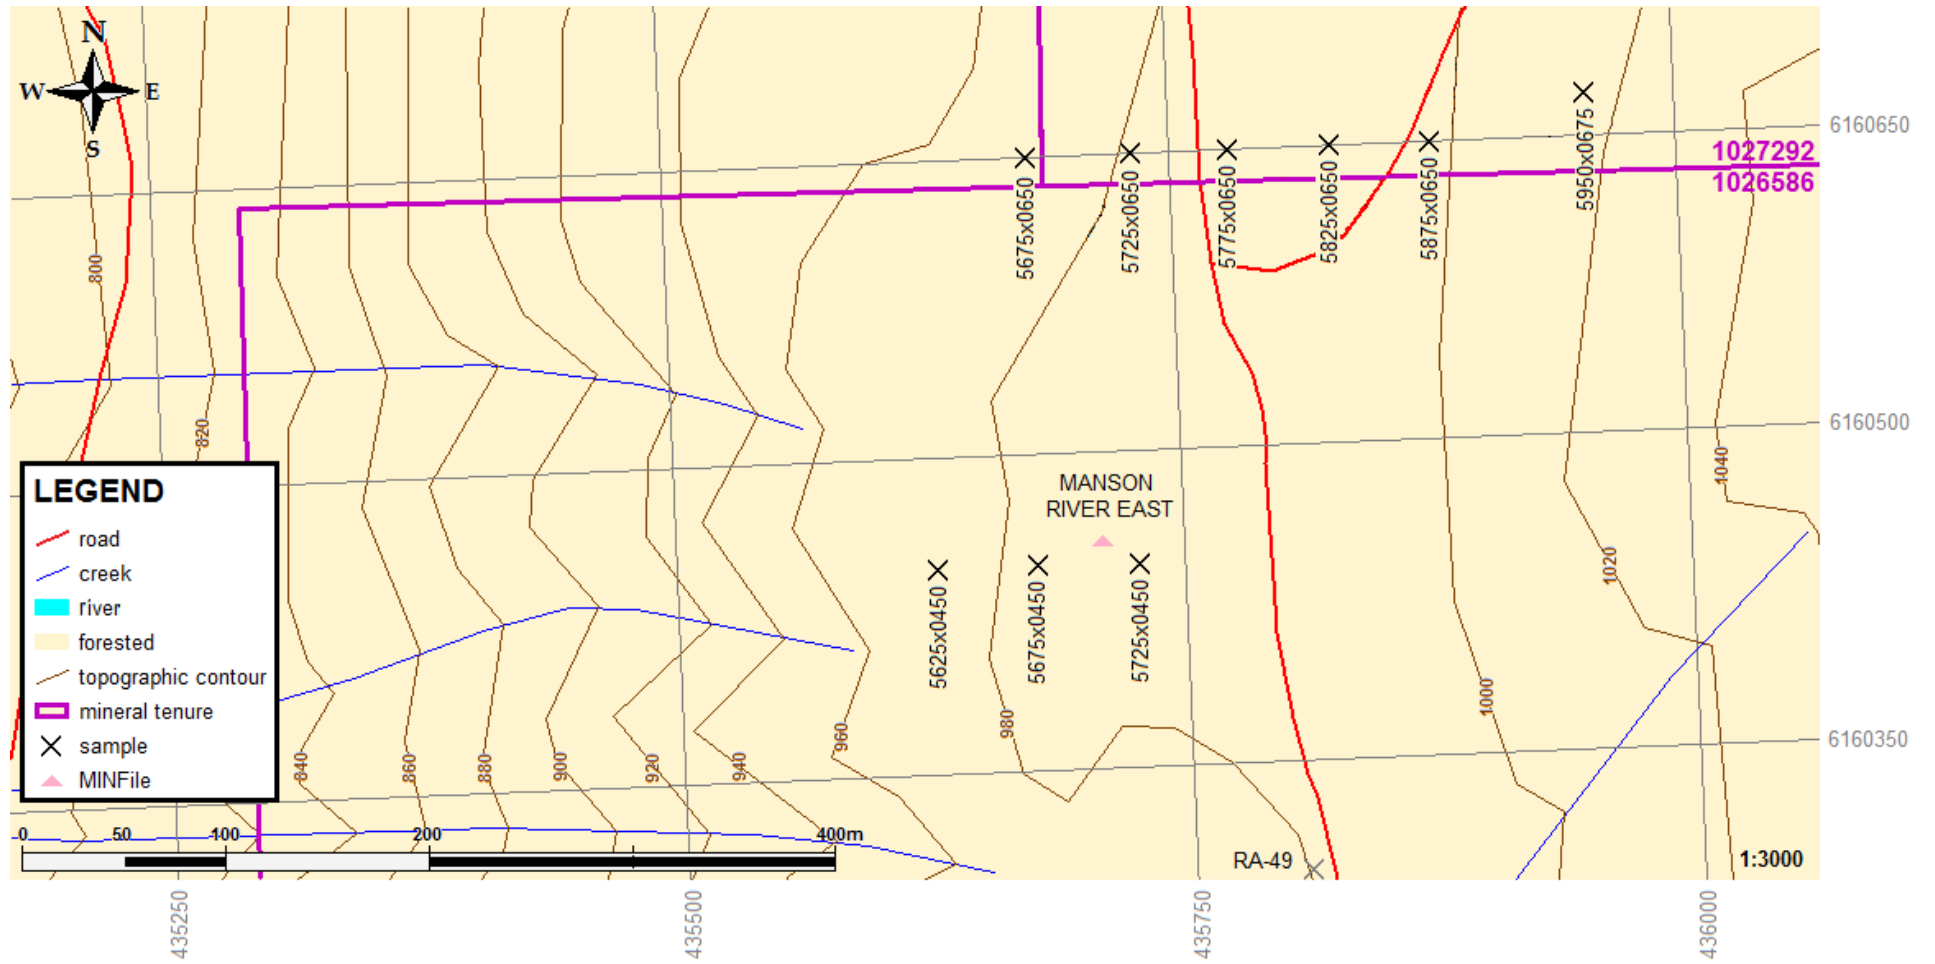 N
W E
S
6160650
1027292
1026586
5675x0650
5725x0650
5775x0650
5825x0650
5875x0650
5950x0675
800
820
6160500
1040
MANSON
RIVER EAST
1020
5625x0450
5675x0450
5725x0450
LEGEND
road
creek
river
forested
topographic contour
mineral tenure
sample
MINFile
840
860
880
900
920
940
960
980
1000
6160350
0 50 100 200 400m
RA-49
1:3000
435250
435500
435750
436000